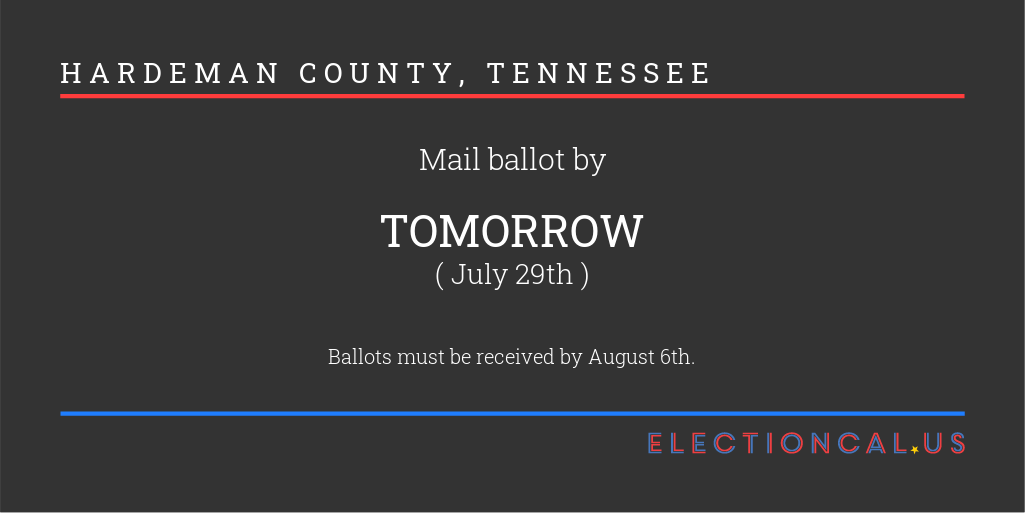 HARDEMAN COUNTY, TENNESSEE
Mail ballot by
TOMORROW
( July 29th )
Ballots must be received by August 6th.
ELECTIONCAL.US